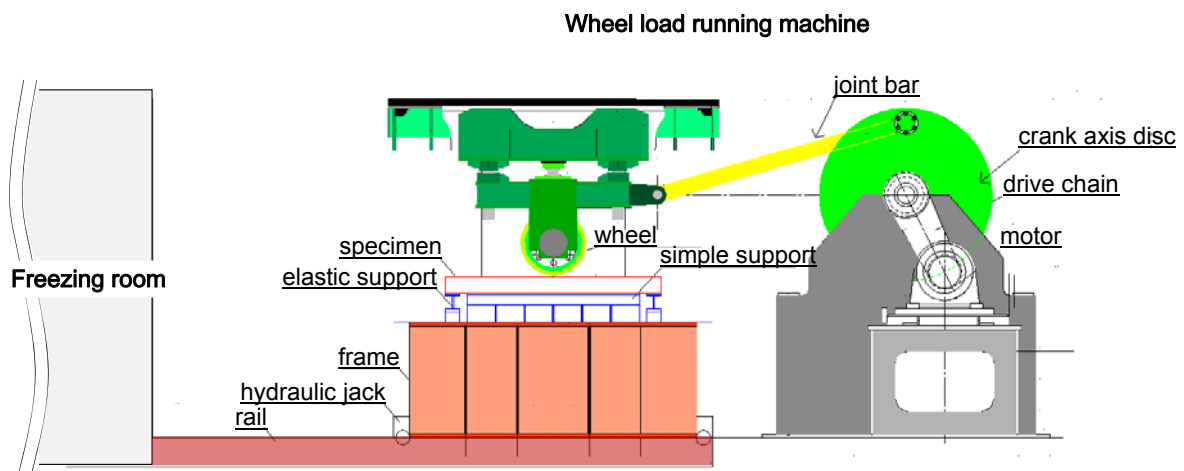 Wheel load running machine
joint bar
crank axis disc
drive chain
motor
wheel
simple support
specimen
elastic support
Freezing room
frame
hydraulic jack
rail